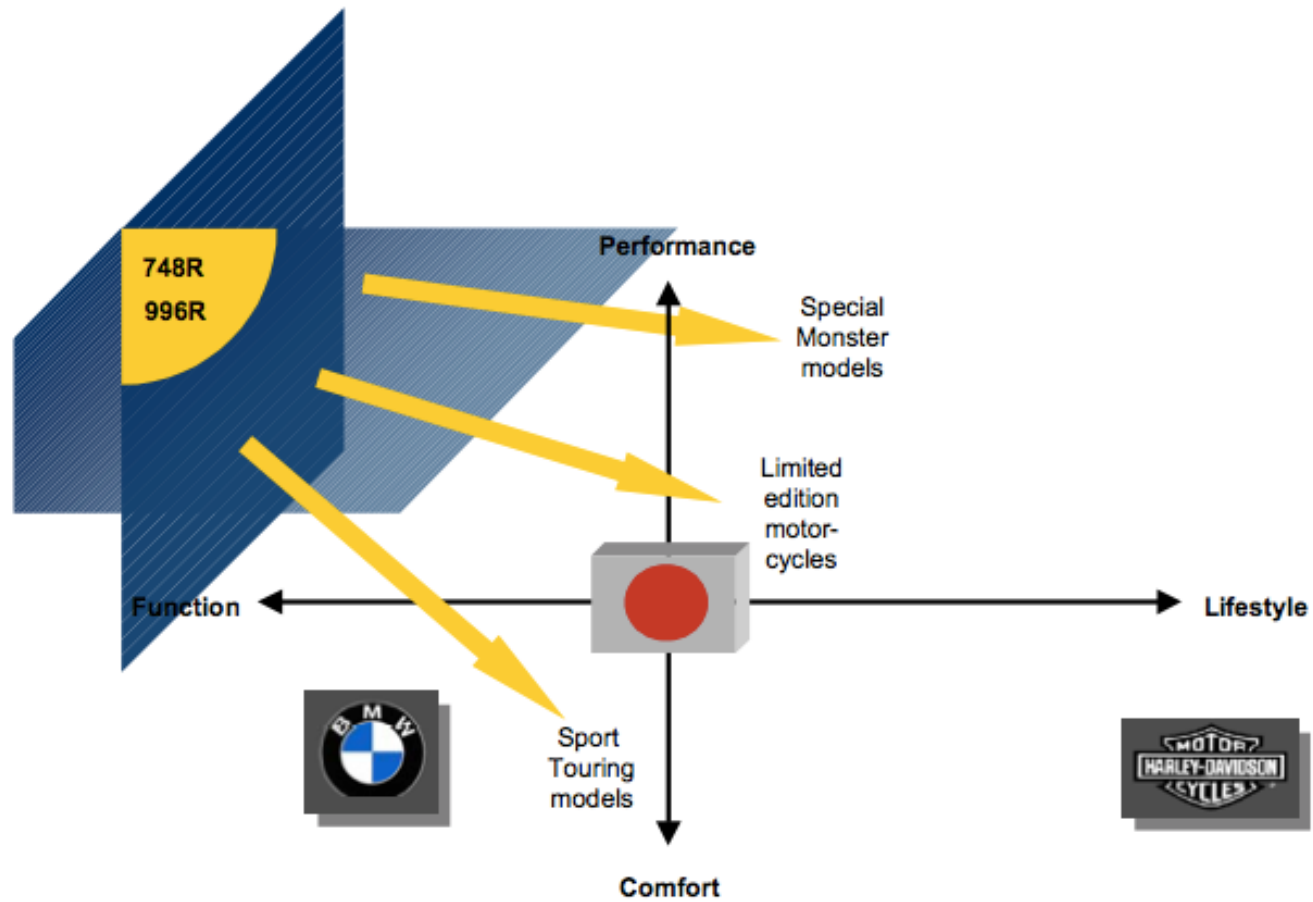 748R
996R
Performance
Special
Monster
models
Limited
edition
motor-
cycles
Function
Lifestyle
BMW
Sport
Touring
models
MOTOR
HARLEY-DAVIDSON
CYCLES
Comfort